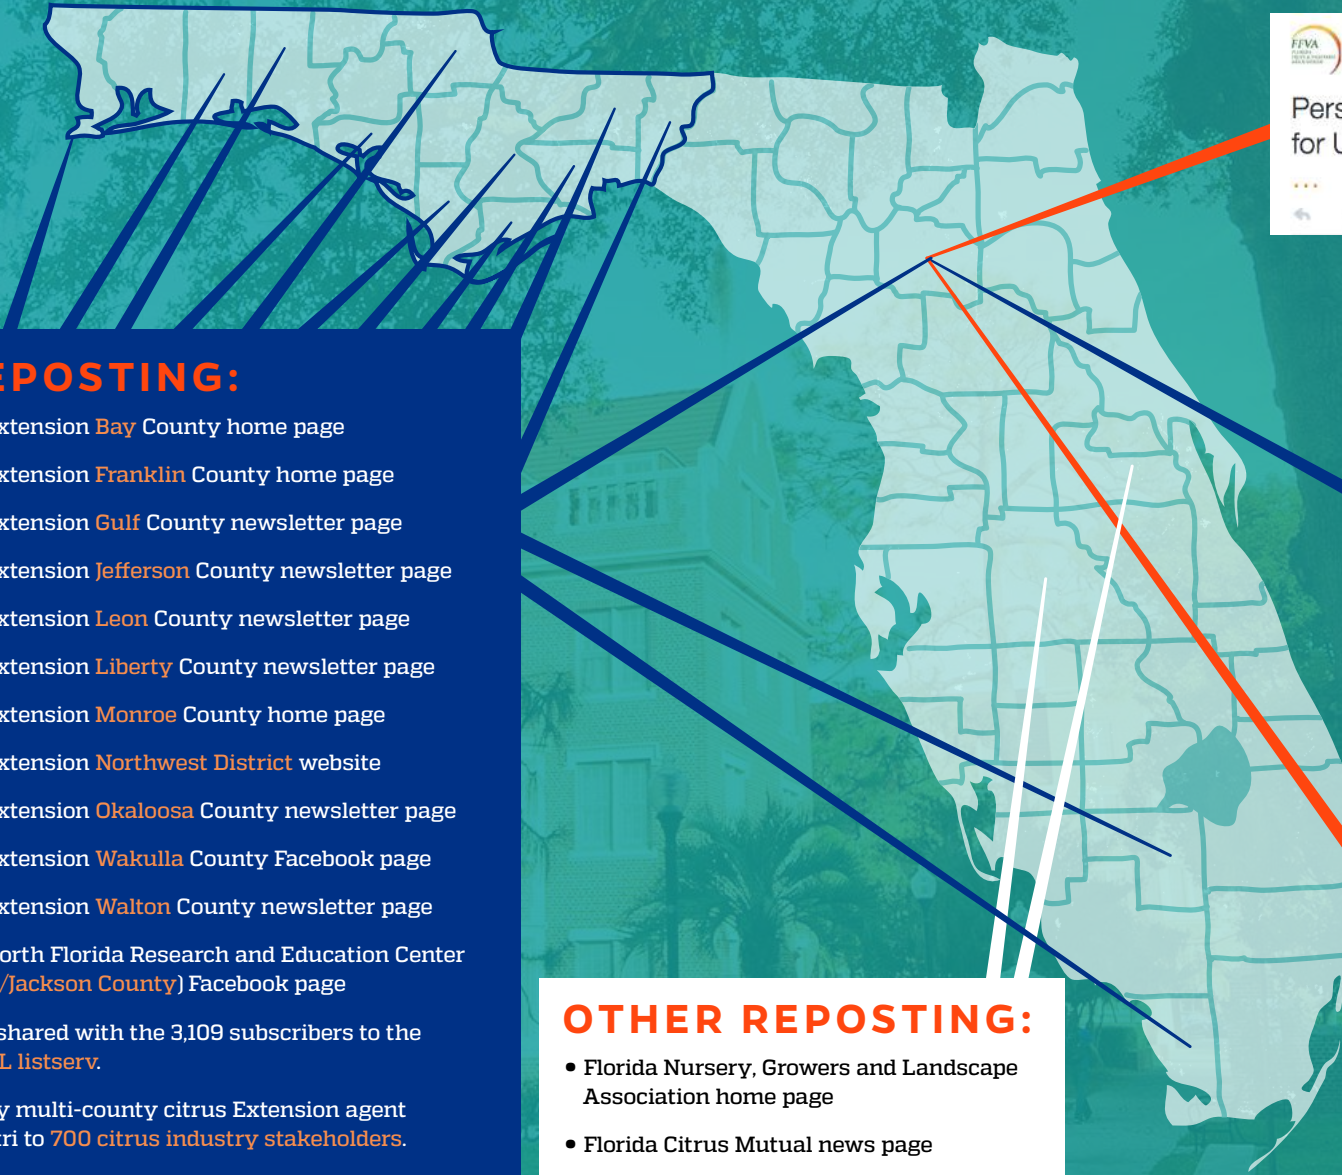 FFVA
Pers
for U
...
EPOSTING:
xtension Bay County home page
xtension Franklin County home page
xtension Gulf County newsletter page
xtension Jefferson County newsletter page
xtension Leon County newsletter page
xtension Liberty County newsletter page
xtension Monroe County home page
xtension Northwest District website
xtension Okaloosa County newsletter page
xtension Wakulla County Facebook page
xtension Walton County newsletter page
orth Florida Research and Education Center
/Jackson County) Facebook page
shared with the 3,109 subscribers to the
L listserv.
y multi-county citrus Extension agent
tri to 700 citrus industry stakeholders.
OTHER REPOSTING:
• Florida Nursery, Growers and Landscape
Association home page
• Florida Citrus Mutual news page